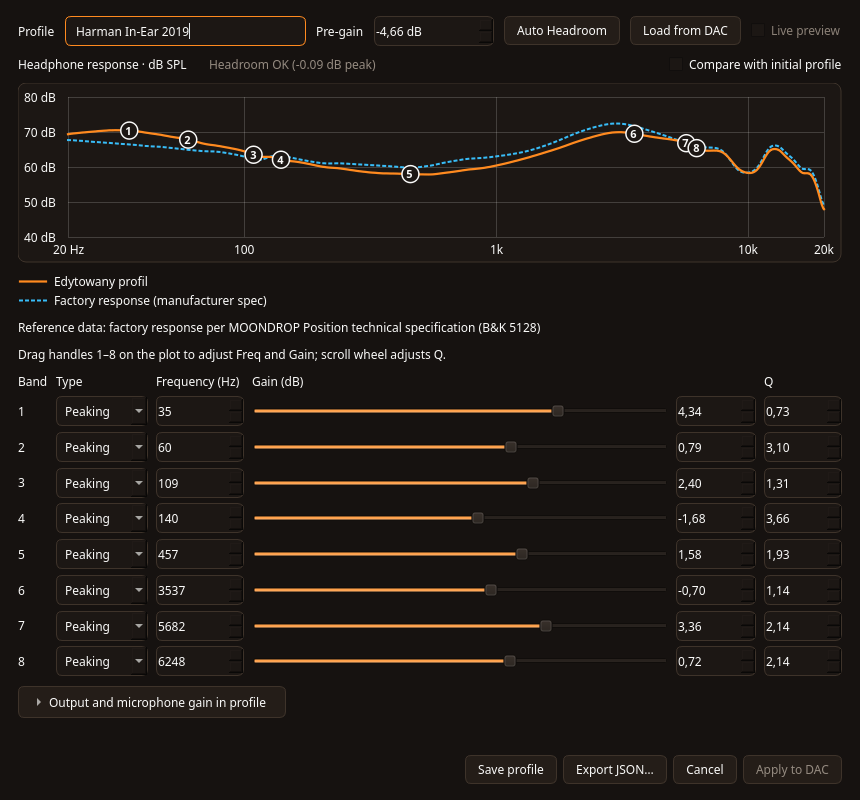 Profile Harman In-Ear 2019 Pre-gain -4,66 dB Auto Headroom Load from DAC Live preview
Headphone response · dB SPL Headroom OK (-0.09 dB peak) Compare with initial profile
80 dB
70 dB
60 dB
50 dB
40 dB
1 2 3 4 5 6 7 8
20 Hz 100 1k 10k 20k
Edytowany profil
Factory response (manufacturer spec)
Reference data: factory response per MOONDROP Position technical specification (B&K 5128)
Drag handles 1–8 on the plot to adjust Freq and Gain; scroll wheel adjusts Q.
Band Type Frequency (Hz) Gain (dB) Q
1 Peaking 35 4,34 0,73
2 Peaking 60 0,79 3,10
3 Peaking 109 2,40 1,31
4 Peaking 140 -1,68 3,66
5 Peaking 457 1,58 1,93
6 Peaking 3537 -0,70 1,14
7 Peaking 5682 3,36 2,14
8 Peaking 6248 0,72 2,14
Output and microphone gain in profile
Save profile Export JSON... Cancel Apply to DAC